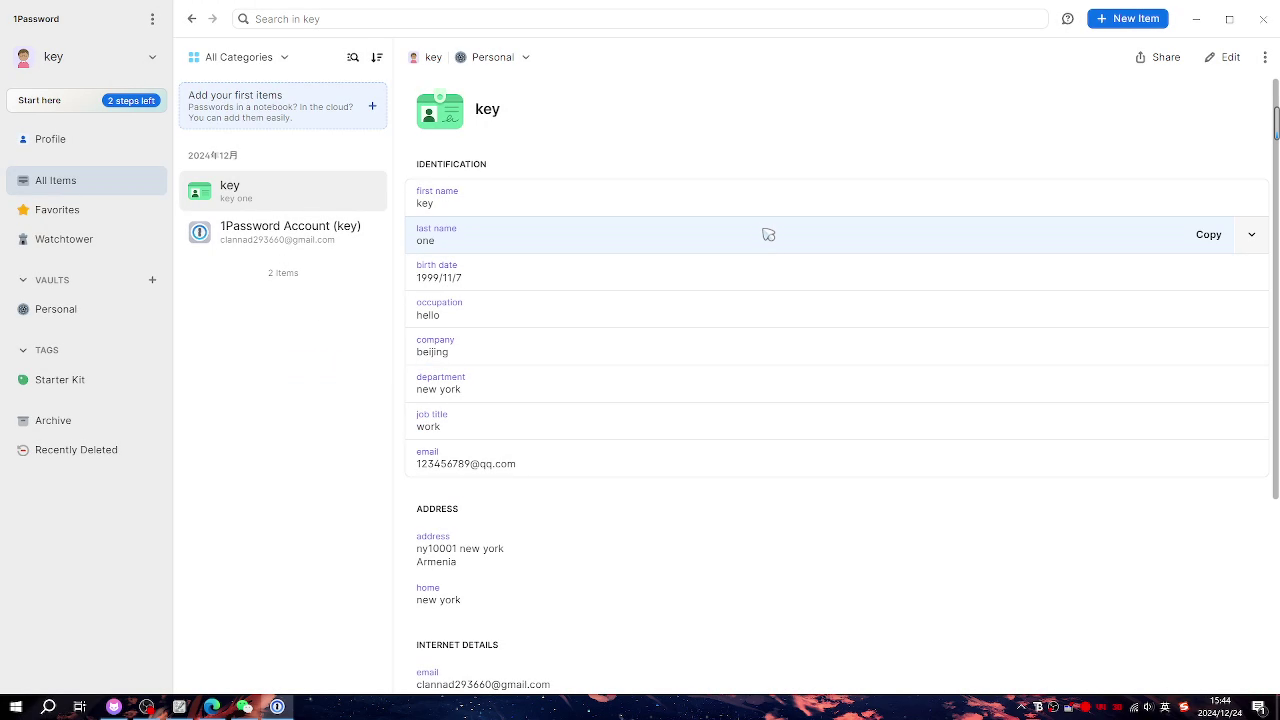 1Password
Search in key
New Item
key
All Categories
key
Personal
Share
Edit
Start here
2 steps left
Add your first items
Passwords in a notebook? In the cloud?
You can add them easily.
key
Profile
2024年12月
All Items
key
key one
Favorites
Watchtower
1Password Account (key)
clannad293660@gmail.com
2 items
VAULTS
Personal
TAGS
Starter Kit
Archive
Recently Deleted
IDENTIFICATION
first name
key
last name
one
Copy
birth date
1999/11/7
occupation
hello
company
beijing
department
new york
job title
work
email
123456789@qq.com
ADDRESS
address
ny10001 new york
Armenia
home
new york
INTERNET DETAILS
email
clannad293660@gmail.com
英
15:44
2024/12/24